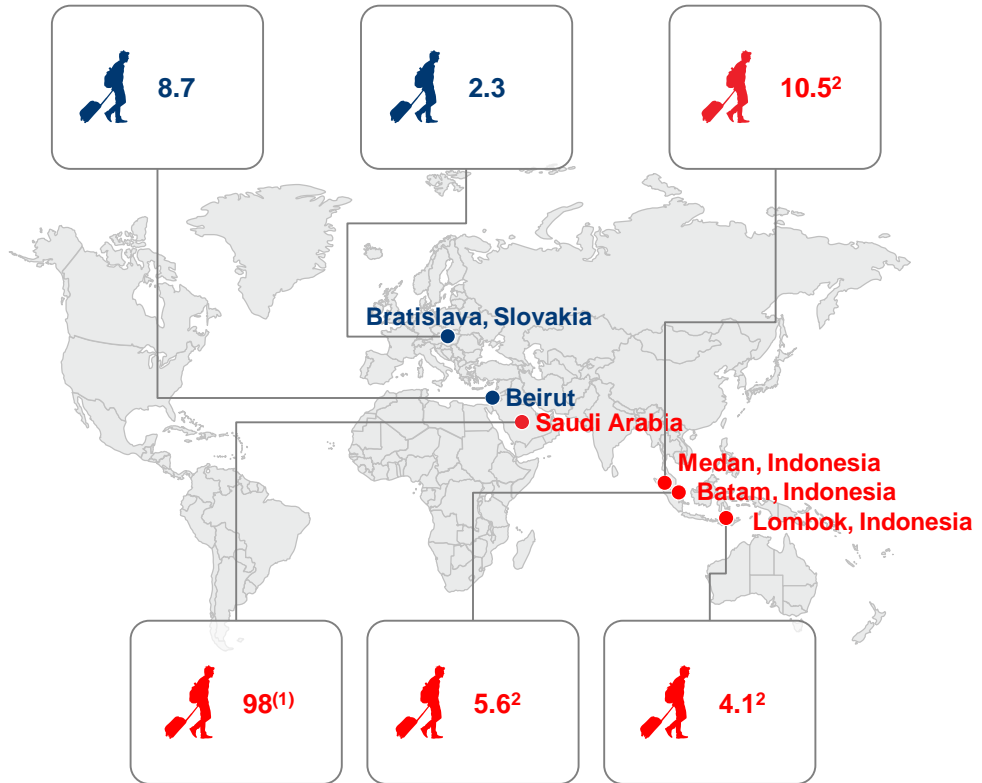 8.7
2.3
10.5²
Bratislava, Slovakia
Beirut
Saudi Arabia
Medan, Indonesia
Batam, Indonesia
Lombok, Indonesia
98⁽¹⁾
5.6²
4.1²